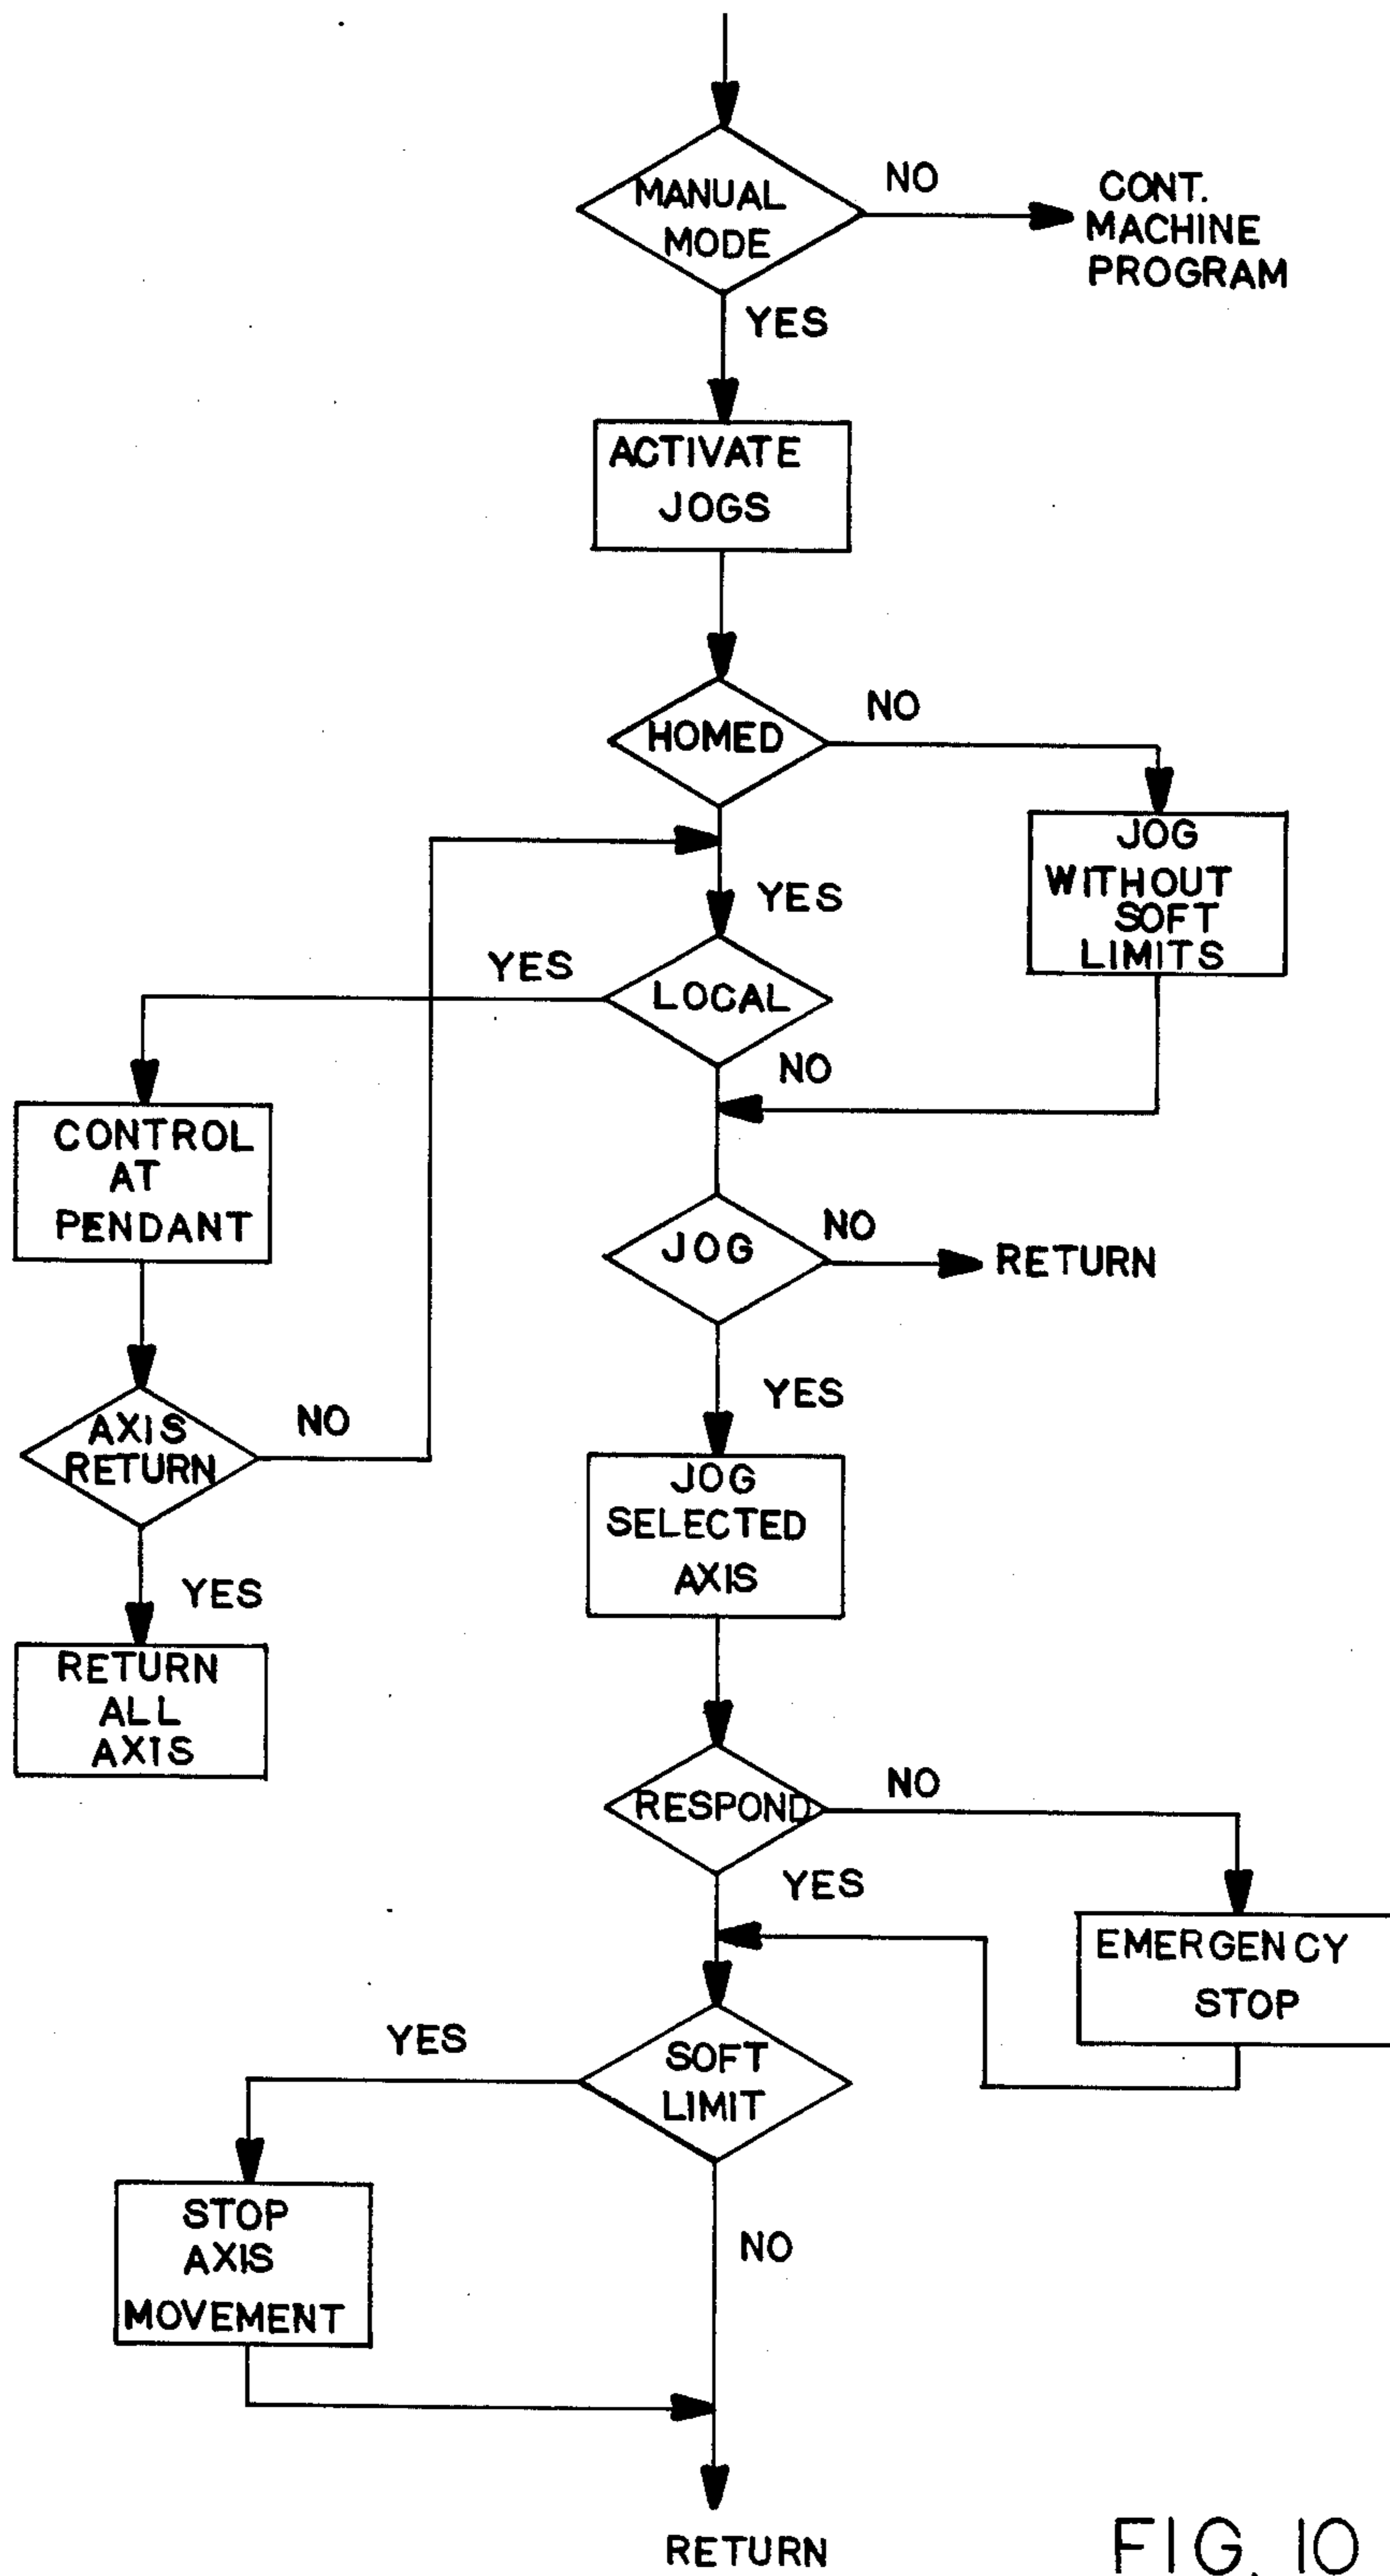 MANUAL
MODE
NO
CONT.
MACHINE
PROGRAM
YES
ACTIVATE
JOGS
HOMED
NO
JOG
WITHOUT
SOFT
LIMITS
YES
LOCAL
YES
NO
CONTROL
AT
PENDANT
JOG
NO
RETURN
AXIS
RETURN
NO
YES
JOG
SELECTED
AXIS
YES
RETURN
ALL
AXIS
RESPOND
NO
YES
EMERGENCY
STOP
SOFT
LIMIT
YES
STOP
AXIS
MOVEMENT
NO
RETURN
FIG. 10